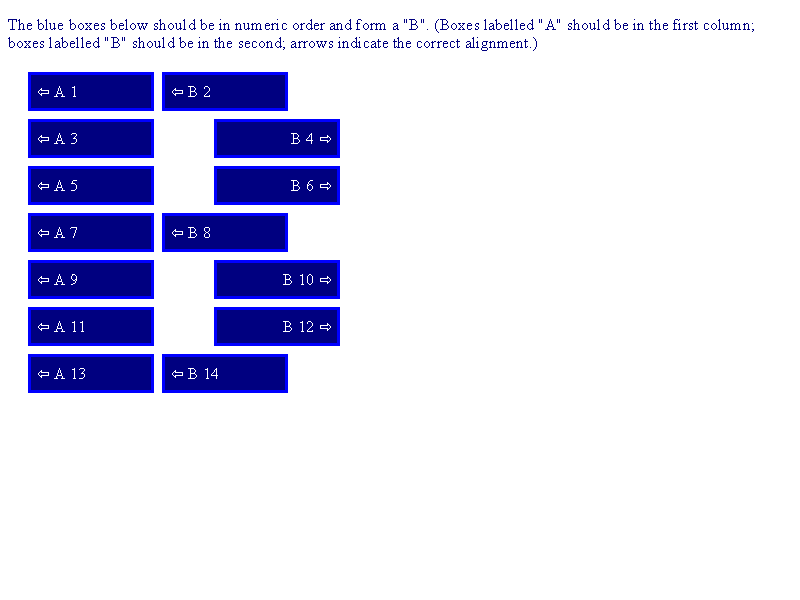 The blue boxes below should be in numeric order and form a "B". (Boxes labelled "A" should be in the first column;
boxes labelled "B" should be in the second; arrows indicate the correct alignment.)
⇦ A 1 ⇦ B 2
⇦ A 3 B 4 ⇨
⇦ A 5 B 6 ⇨
⇦ A 7 ⇦ B 8
⇦ A 9 B 10 ⇨
⇦ A 11 B 12 ⇨
⇦ A 13 ⇦ B 14